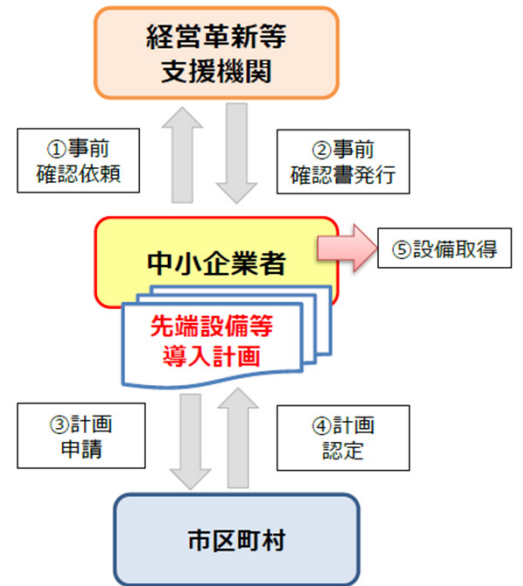 経営革新等
支援機関
①事前
確認依頼
②事前
確認書発行
中小企業者
⑤設備取得
先端設備等
導入計画
③計画
申請
④計画
認定
市区町村